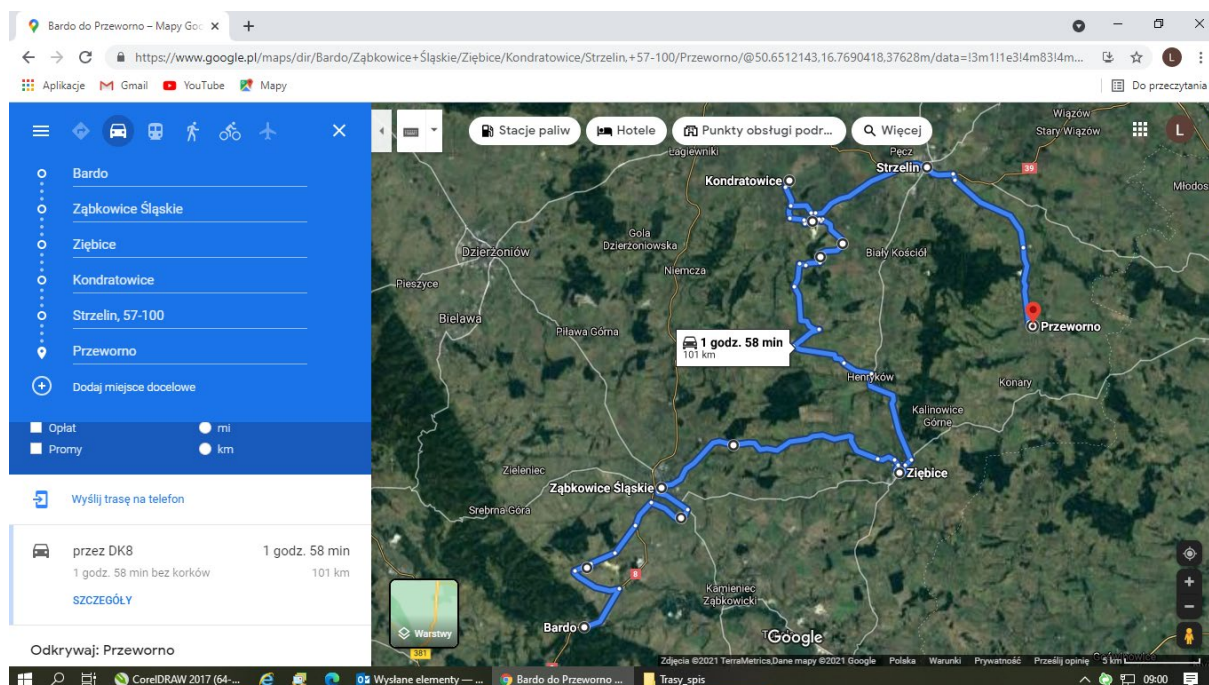 Bardo do Przeworno – Mapy Goo
https://www.google.pl/maps/dir/Bardo/Ząbkowice+Śląskie/Ziębice/Kondratowice/Strzelin,+57-100/Przeworno/@50.6512143,16.7690418,37628m/data=!3m1!1e3!4m83!4m...
L
Aplikacje Gmail YouTube Mapy Do przeczytania
Bardo
Ząbkowice Śląskie
Ziębice
Kondratowice
Strzelin, 57-100
Przeworno
Dodaj miejsce docelowe
Opłat mi
Promy km
Wyślij trasę na telefon
przez DK8 1 godz. 58 min
1 godz. 58 min bez korków 101 km
SZCZEGÓŁY
Odkrywaj: Przeworno
Stacje paliw Hotele Punkty obsługi podr... Więcej
L
Wiązów
Stary Wiązów
Łagiewniki
Pęcz
Strzelin
39
Kondratowice
Młodos
Gola
Dzierżoniowska
Dzierżoniów
Biały Kościół
Niemcza
Pieszyce
Bielawa
Piława Górna
Przeworno
1 godz. 58 min
101 km
Henryków
Konary
Kalinowice
Górne
Zieleniec
Ziębice
Ząbkowice Śląskie
Srebrna Góra
8
Kamieniec
Ząbkowicki
Bardo
Warstwy
381
Google
Zdjęcia ©2021 TerraMetrics,Dane mapy ©2021 Google Polska Warunki Prywatność Prześlij opinię 5 km
CorelDRAW 2017 (64-... Wysłane elementy — ... Bardo do Przeworno ... Trasy_spis 09:00